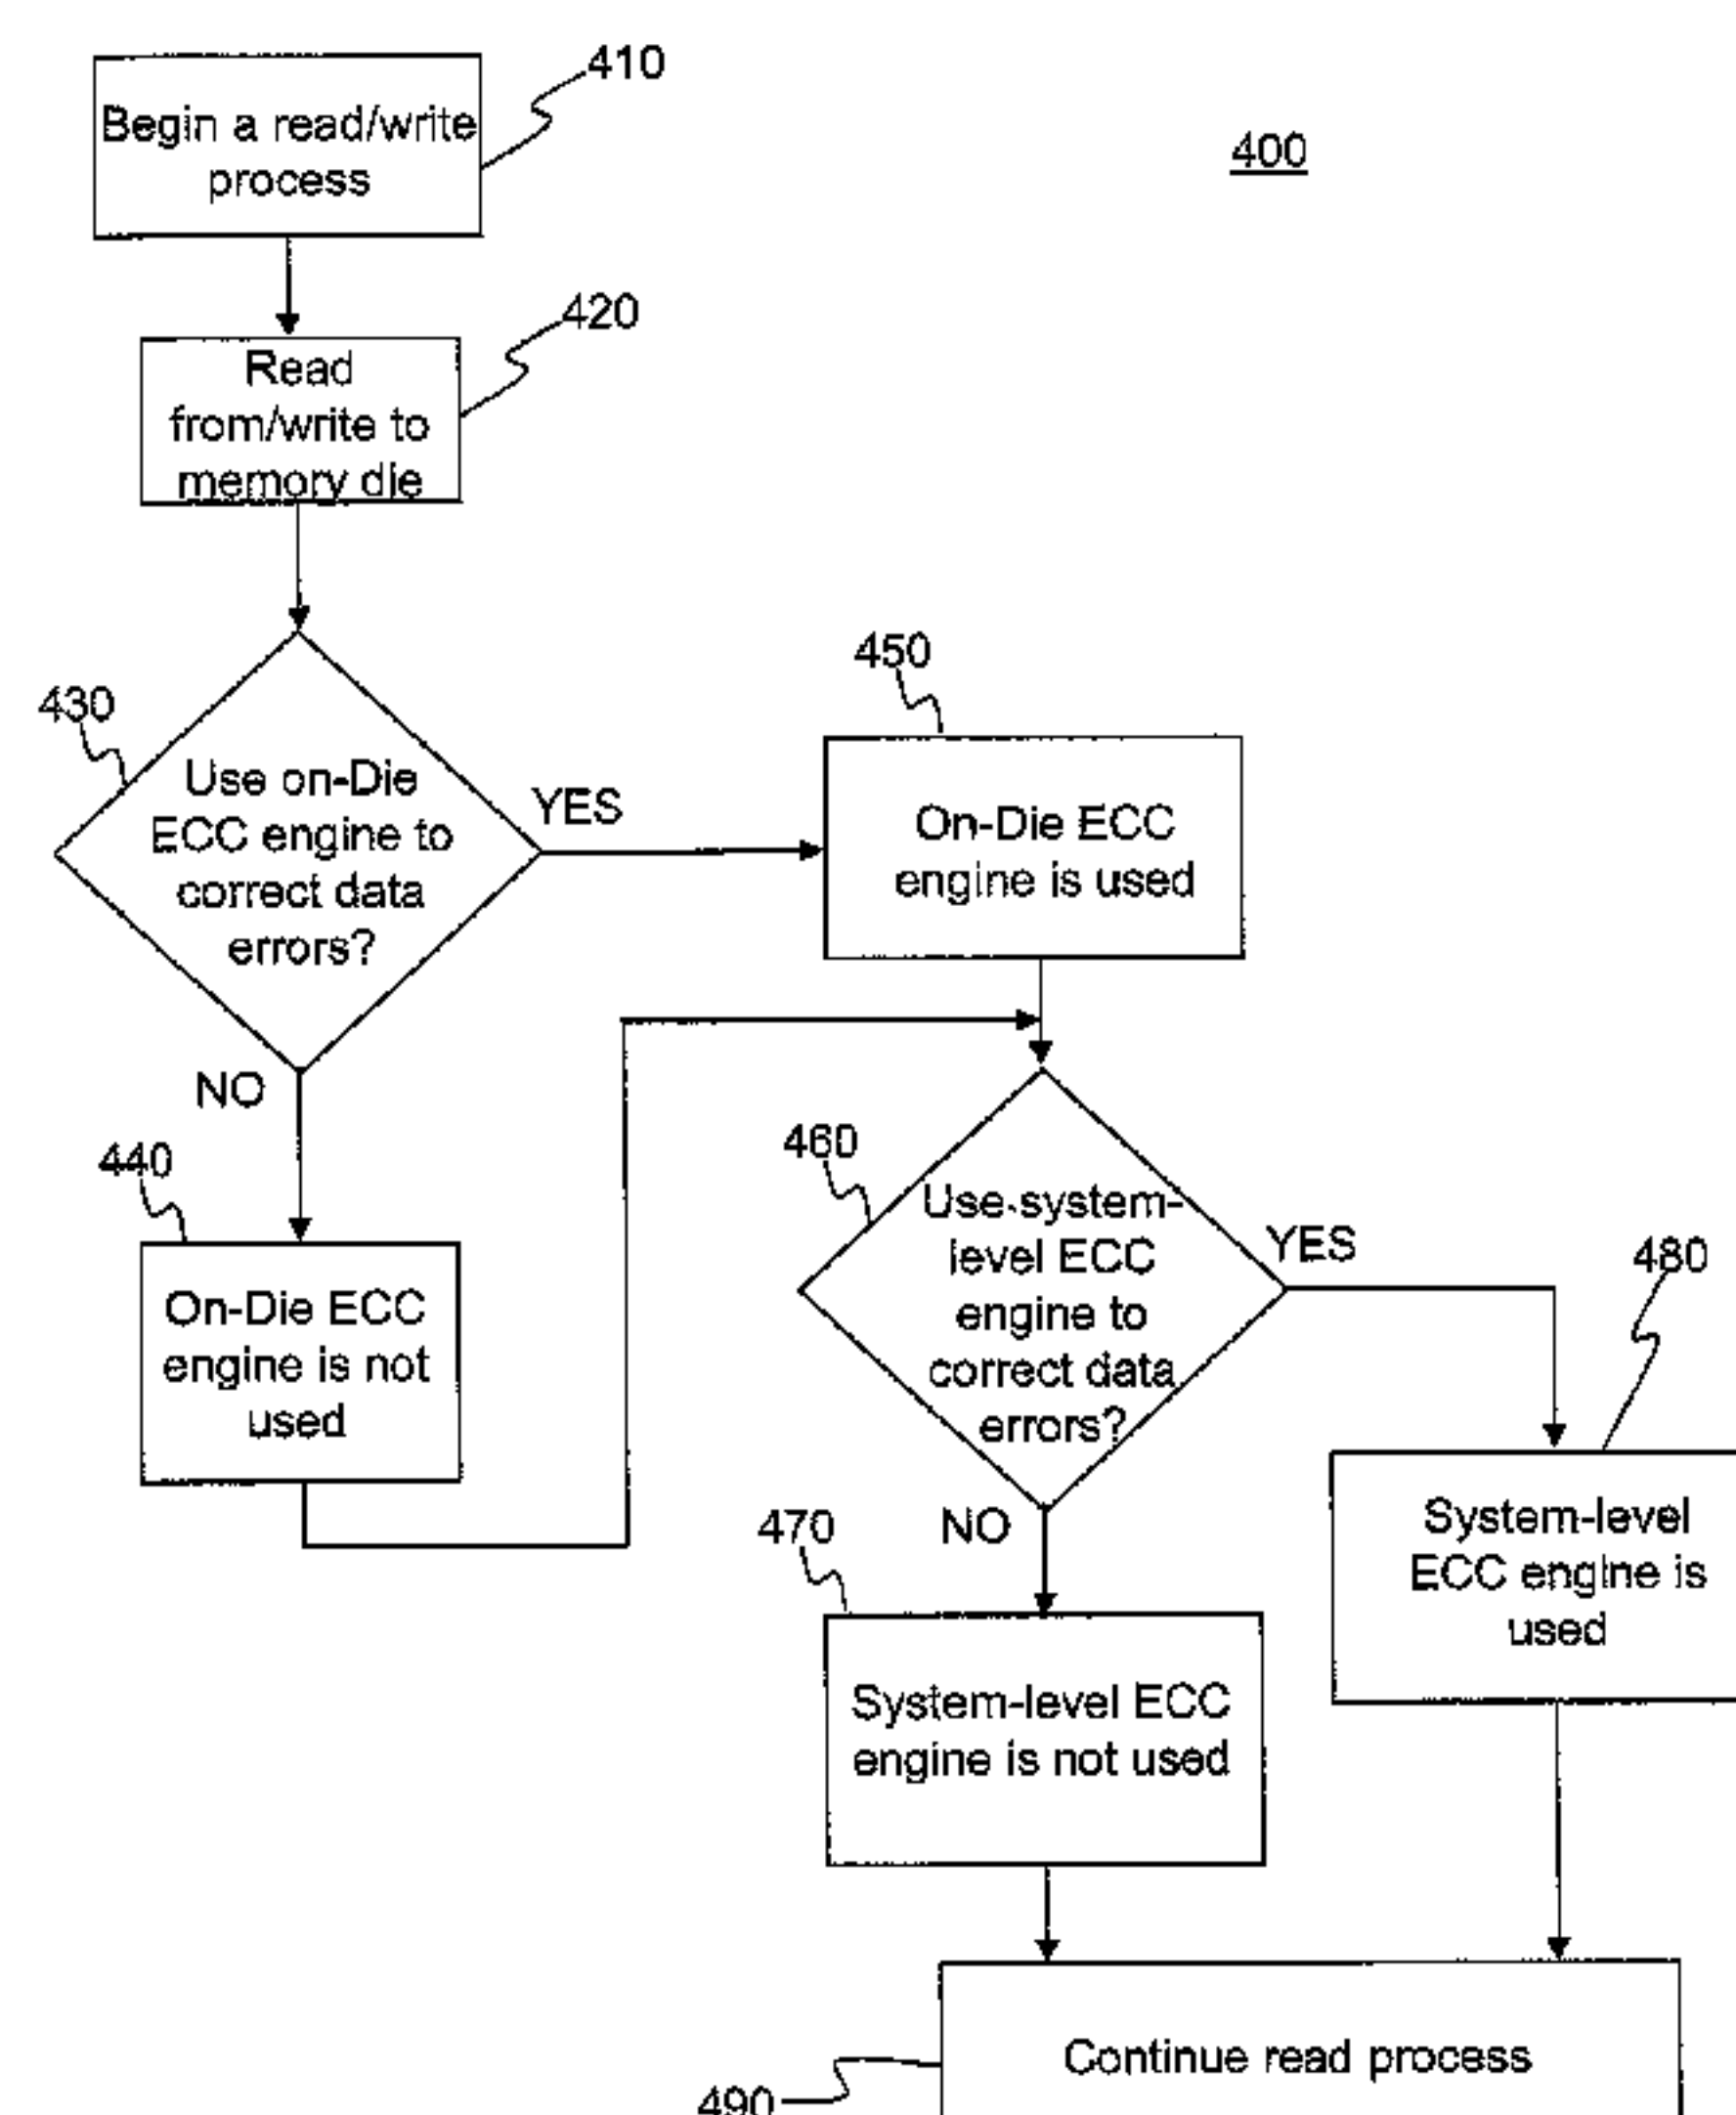 410
Begin a read/write
process
400
420
Read
from/write to
memory die
430
Use on-Die
ECC engine to
correct data
errors?
YES
450
On-Die ECC
engine is used
NO
440
On-Die ECC
engine is not
used
460
Use system-
level ECC
engine to
correct data
errors?
YES
480
System-level
ECC engine is
used
NO
470
System-level ECC
engine is not used
Continue read process
490